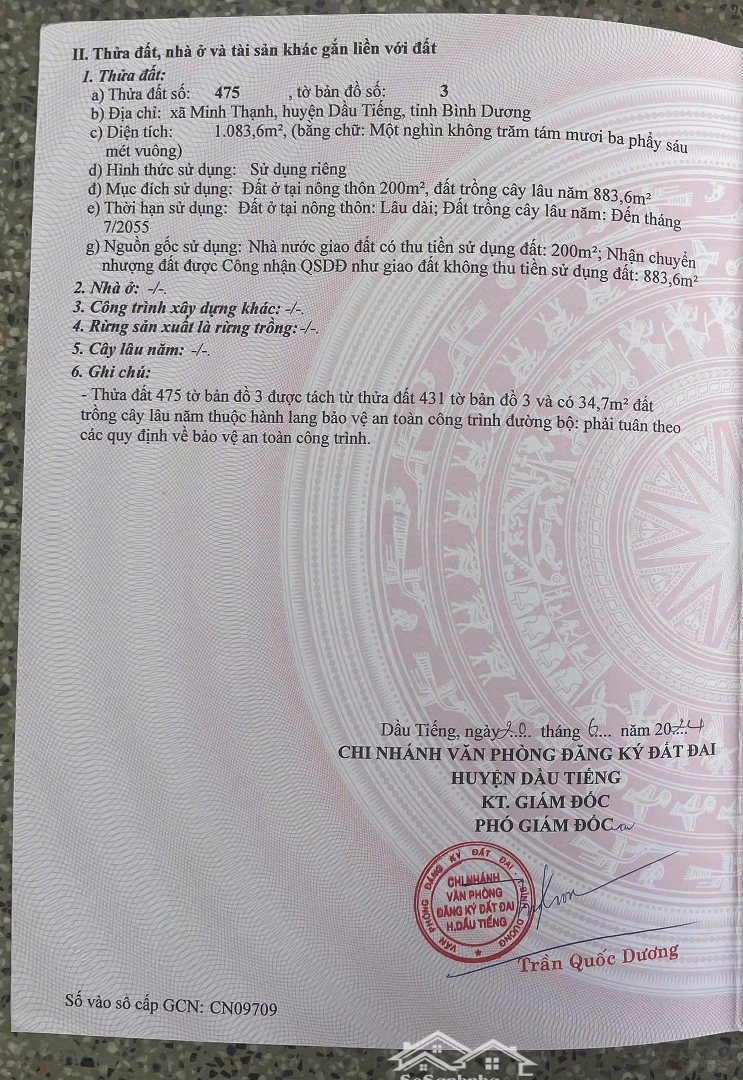 II. Thửa đất, nhà ở và tài sản khác gắn liền với đất
1. Thửa đất:
a) Thửa đất số: 475 , tờ bản đồ số: 3
b) Địa chỉ: xã Minh Thạnh, huyện Dầu Tiếng, tỉnh Bình Dương
c) Diện tích: 1.083,6m², (bằng chữ: Một nghìn không trăm tám mươi ba phẩy sáu
mét vuông)
d) Hình thức sử dụng: Sử dụng riêng
đ) Mục đích sử dụng: Đất ở tại nông thôn 200m², đất trồng cây lâu năm 883,6m²
e) Thời hạn sử dụng: Đất ở tại nông thôn: Lâu dài; Đất trồng cây lâu năm: Đến tháng
7/2055
g) Nguồn gốc sử dụng: Nhà nước giao đất có thu tiền sử dụng đất: 200m²; Nhận chuyển
nhượng đất được Công nhận QSDĐ như giao đất không thu tiền sử dụng đất: 883,6m²
2. Nhà ở: -/-.
3. Công trình xây dựng khác: -/-.
4. Rừng sản xuất là rừng trồng: -/-.
5. Cây lâu năm: -/-.
6. Ghi chú:
- Thửa đất 475 tờ bản đồ 3 được tách từ thửa đất 431 tờ bản đồ 3 và có 34,7m² đất
trồng cây lâu năm thuộc hành lang bảo vệ an toàn công trình đường bộ: phải tuân theo
các quy định về bảo vệ an toàn công trình.
Dầu Tiếng, ngày 20 tháng 6 năm 2024
CHI NHÁNH VĂN PHÒNG ĐĂNG KÝ ĐẤT ĐAI
HUYỆN DẦU TIẾNG
KT. GIÁM ĐỐC
PHÓ GIÁM ĐỐC
VĂN PHÒNG ĐĂNG KÝ ĐẤT ĐAI - T.BÌNH DƯƠNG
CHI NHÁNH
VĂN PHÒNG
ĐĂNG KÝ ĐẤT ĐAI
H.DẦU TIẾNG
Trần Quốc Dương
Số vào sổ cấp GCN: CN09709